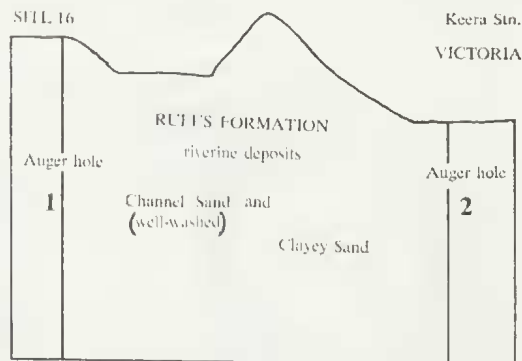 SITE 16
Keera Stn.
VICTORIA
RUFUS FORMATION
riverine deposits
Auger hole
1
Auger hole
2
Channel Sand and
(well-washed)
Clayey Sand